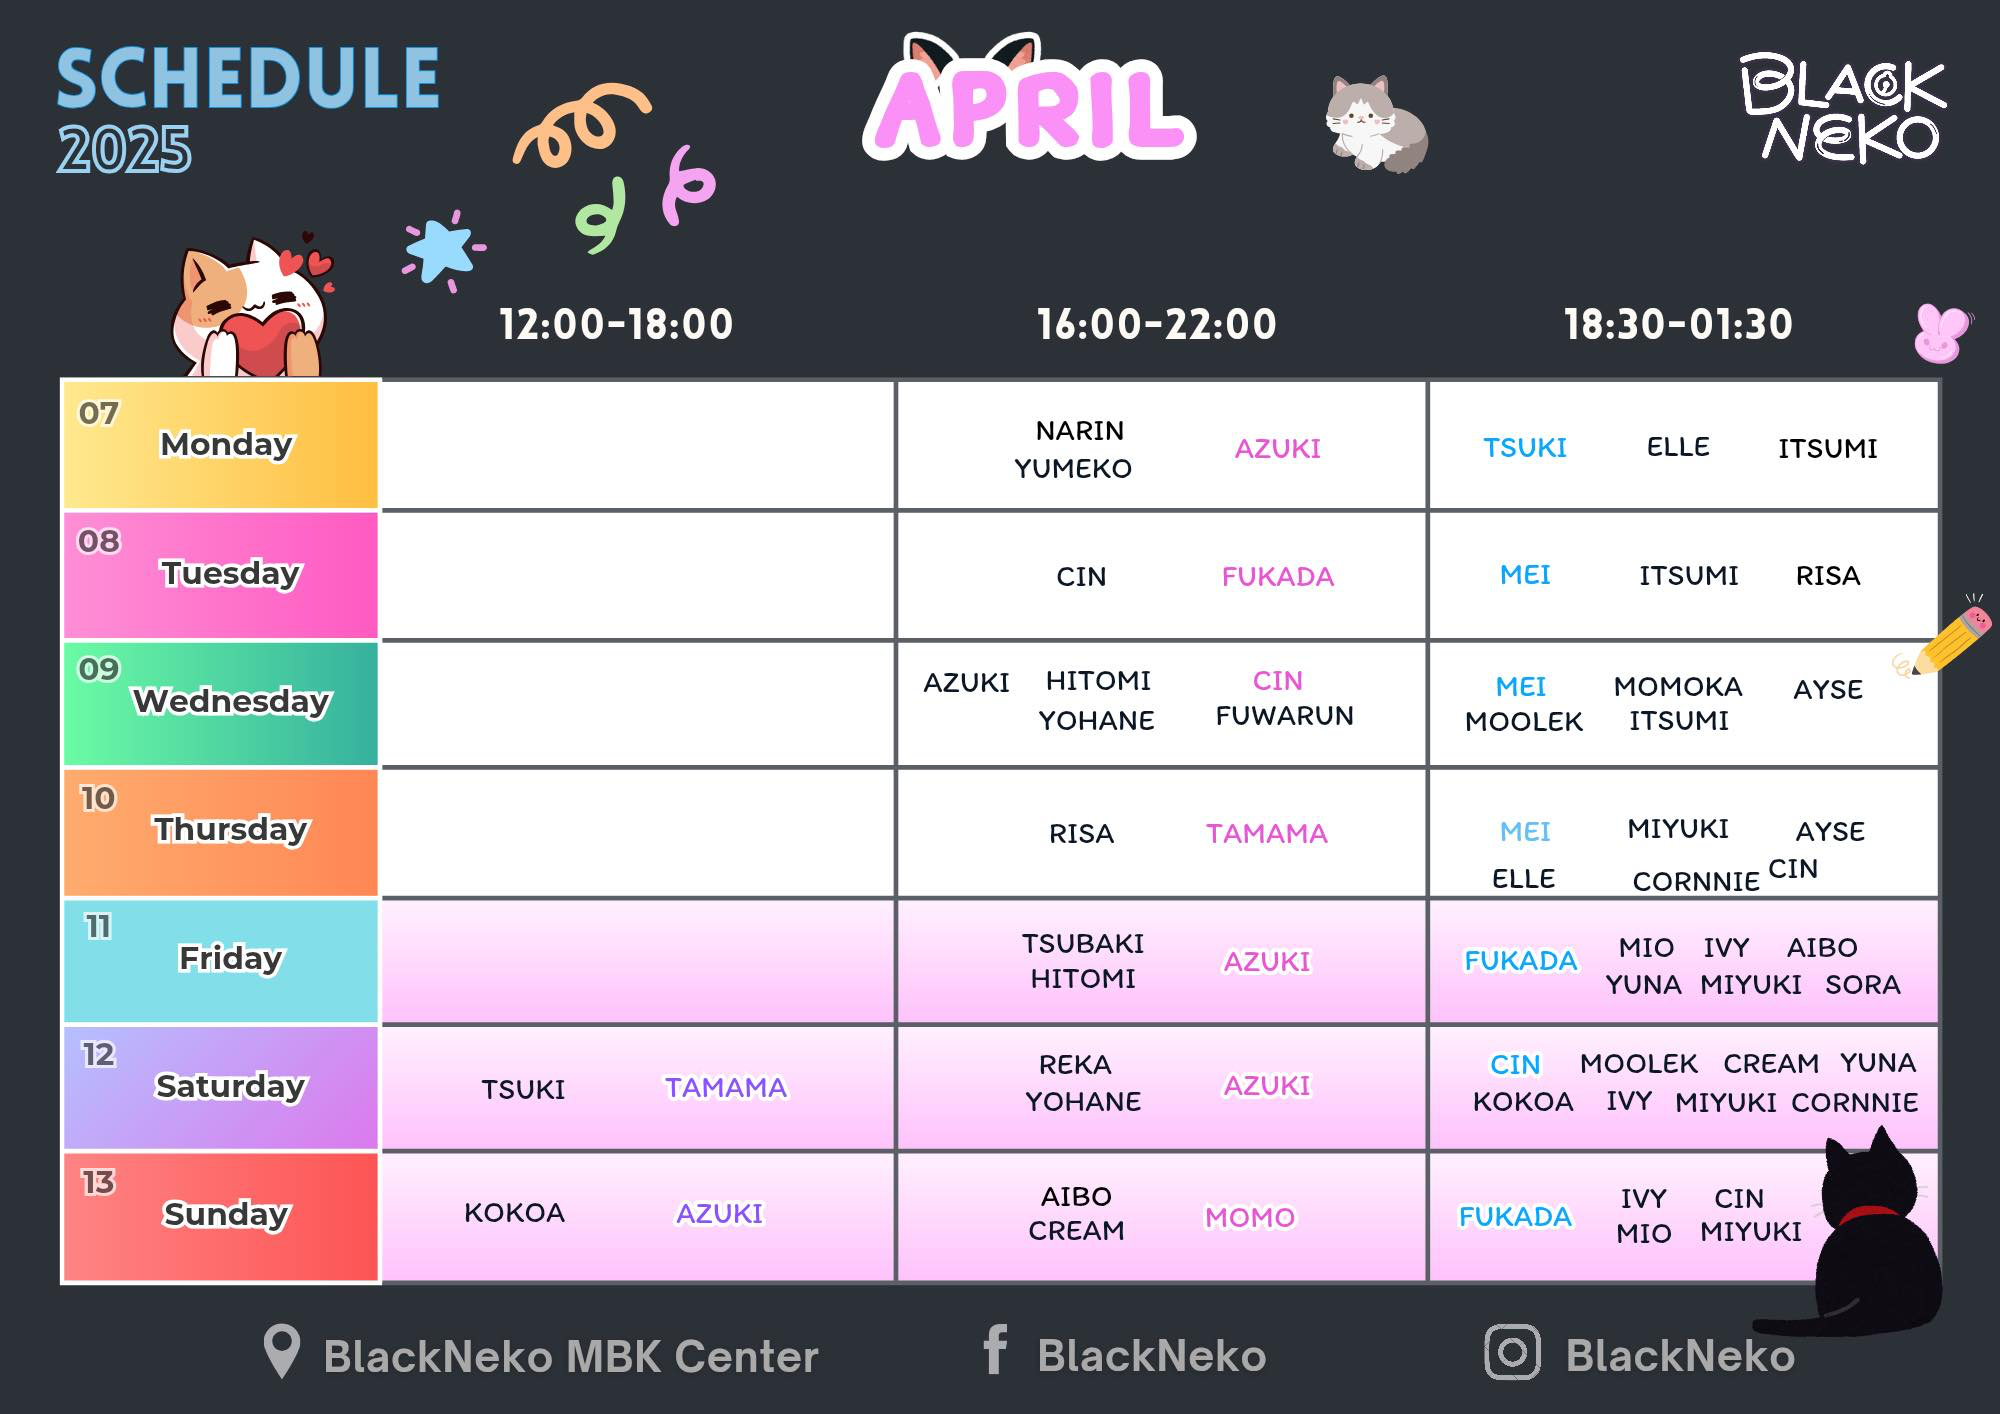 SCHEDULE
2025
APRIL
BLACK
NEKO
12:00-18:00
16:00-22:00
18:30-01:30
07
Monday
NARIN
YUMEKO
AZUKI
TSUKI
ELLE
ITSUMI
08
Tuesday
CIN
FUKADA
MEI
ITSUMI
RISA
09
Wednesday
AZUKI
HITOMI
YOHANE
CIN
FUWARUN
MEI
MOOLEK
MOMOKA
ITSUMI
AYSE
10
Thursday
RISA
TAMAMA
MEI
MIYUKI
AYSE
ELLE
CORNNIE
CIN
11
Friday
TSUBAKI
HITOMI
AZUKI
FUKADA
MIO IVY AIBO
YUNA MIYUKI SORA
12
Saturday
TSUKI
TAMAMA
REKA
YOHANE
AZUKI
CIN MOOLEK CREAM YUNA
KOKOA IVY MIYUKI CORNNIE
13
Sunday
KOKOA
AZUKI
AIBO
CREAM
MOMO
FUKADA
IVY CIN
MIO MIYUKI
BlackNeko MBK Center
BlackNeko
BlackNeko